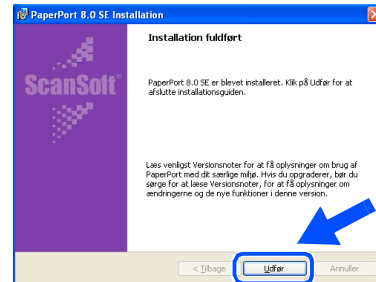 PaperPort 8.0 SE Installation
Installation fuldført
ScanSoft®
PaperPort 8.0 SE er blevet installeret. Klik på Udfør for at
afslutte installationsguiden.
Læs venligst Versionsnoter for at få oplysninger om brug af
PaperPort med dit særlige miljø. Hvis du opgraderer, bør du
sørge for at læse Versionsnoter, for at få oplysninger om
ændringerne og de nye funktioner i denne version.
< Tilbage Udfør Annuller